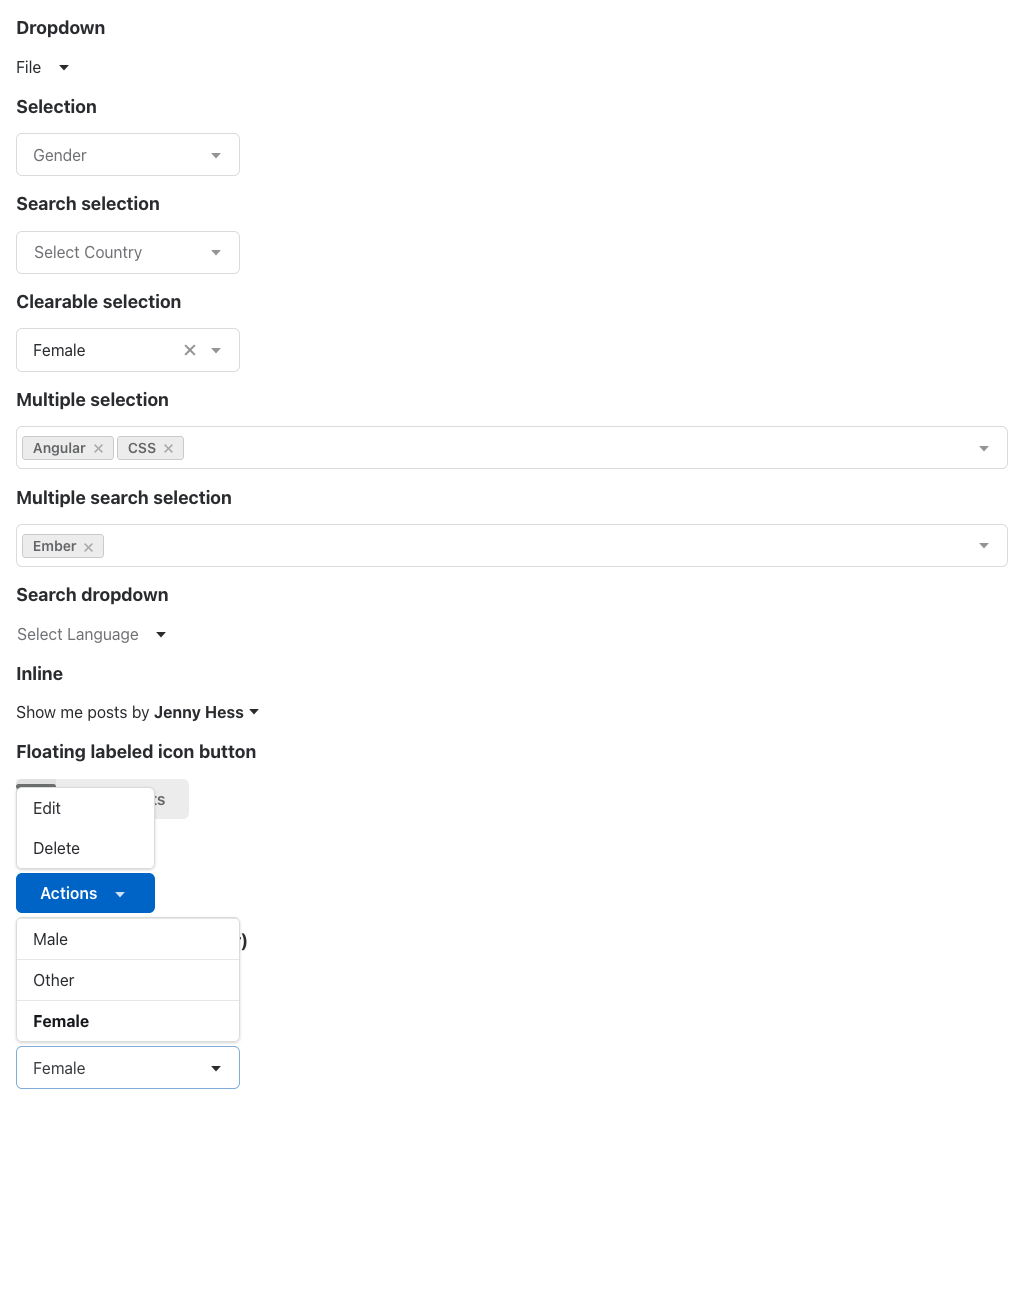 Dropdown
File
Selection
Gender
Search selection
Select Country
Clearable selection
Female
Multiple selection
Angular CSS
Multiple search selection
Ember
Search dropdown
Select Language
Inline
Show me posts by Jenny Hess
Floating labeled icon button
Edit
Delete
Actions
Male
Other
Female
Female